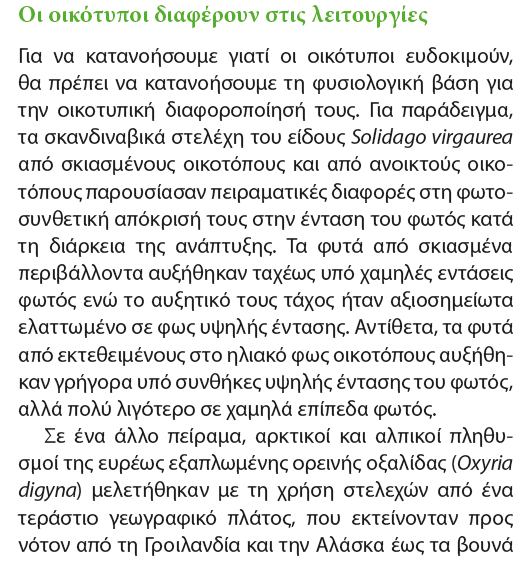 Οι οικότυποι διαφέρουν στις λειτουργίες
Για να κατανοήσουμε γιατί οι οικότυποι ευδοκιμούν,
θα πρέπει να κατανοήσουμε τη φυσιολογική βάση για
την οικοτυπική διαφοροποίησή τους. Για παράδειγμα,
τα σκανδιναβικά στελέχη του είδους Solidago virgaurea
από σκιασμένους οικοτόπους και από ανοικτούς οικο-
τόπους παρουσίασαν πειραματικές διαφορές στη φωτο-
συνθετική απόκρισή τους στην ένταση του φωτός κατά
τη διάρκεια της ανάπτυξης. Τα φυτά από σκιασμένα
περιβάλλοντα αυξήθηκαν ταχέως υπό χαμηλές εντάσεις
φωτός ενώ το αυξητικό τους τάχος ήταν αξιοσημείωτα
ελαττωμένο σε φως υψηλής έντασης. Αντίθετα, τα φυτά
από εκτεθειμένους στο ηλιακό φως οικοτόπους αυξήθη-
καν γρήγορα υπό συνθήκες υψηλής έντασης του φωτός,
αλλά πολύ λιγότερο σε χαμηλά επίπεδα φωτός.
Σε ένα άλλο πείραμα, αρκτικοί και αλπικοί πληθυ-
σμοί της ευρέως εξαπλωμένης ορεινής οξαλίδας (Oxyria
digyna) μελετήθηκαν με τη χρήση στελεχών από ένα
τεράστιο γεωγραφικό πλάτος, που εκτείνονταν προς
νότον από τη Γροιλανδία και την Αλάσκα έως τα βουνά